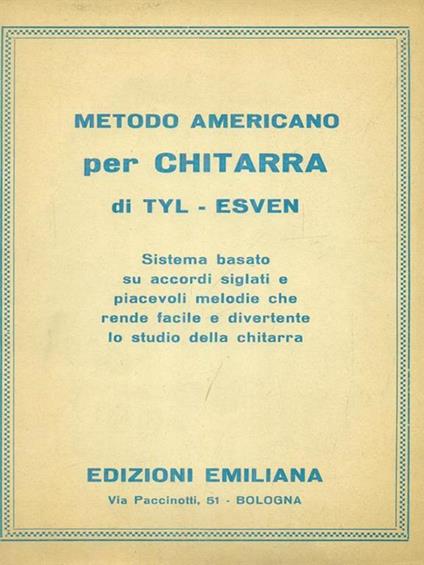 METODO AMERICANO
per CHITARRA
di TYL - ESVEN
Sistema basato
su accordi siglati e
piacevoli melodie che
rende facile e divertente
lo studio della chitarra
EDIZIONI EMILIANA
Via Paccinotti, 51 - BOLOGNA